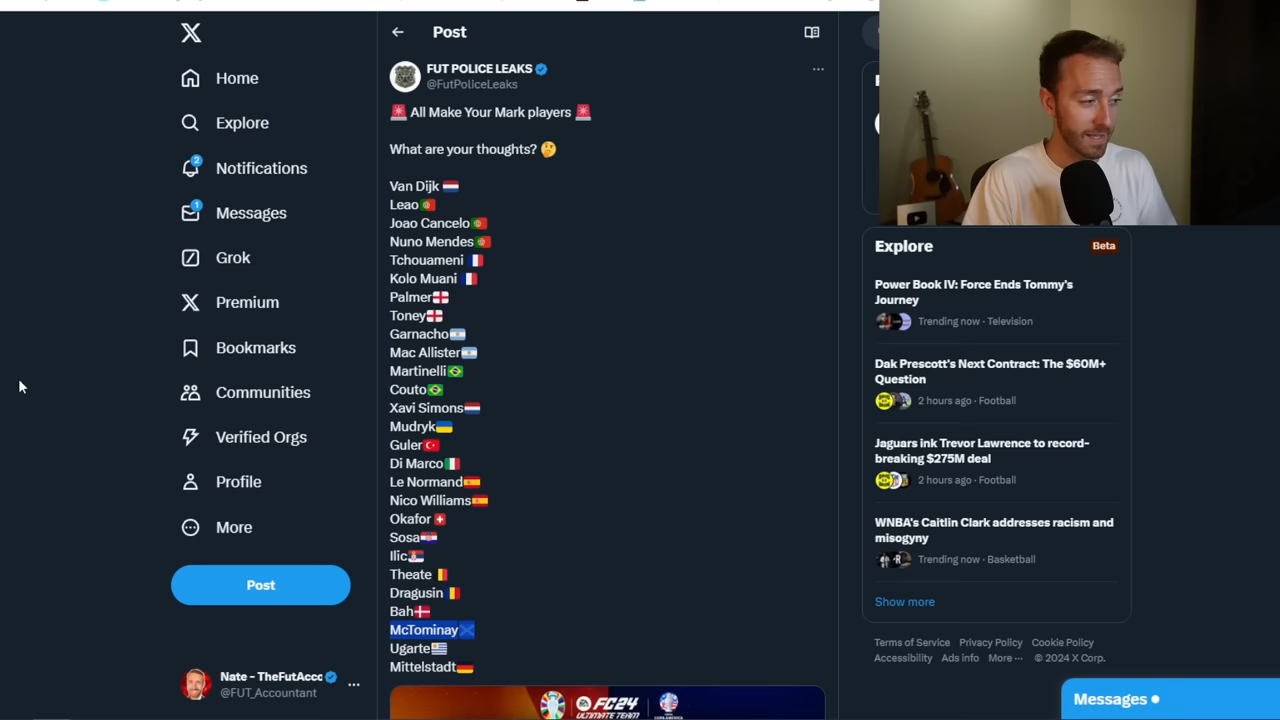 Home
Explore
2
Notifications
1
Messages
Grok
Premium
Bookmarks
Communities
Verified Orgs
Profile
More
Post
Nate - TheFutAcc
@FUT_Accountant
Post
FUT POLICE LEAKS
@FutPoliceLeaks
🚨 All Make Your Mark players 🚨
What are your thoughts? 🤔
Van Dijk 🇳🇱
Leao🇵🇹
Joao Cancelo🇵🇹
Nuno Mendes🇵🇹
Tchouameni 🇫🇷
Kolo Muani 🇫🇷
Palmer🏴󠁧󠁢󠁥󠁮󠁧󠁿
Toney🏴󠁧󠁢󠁥󠁮󠁧󠁿
Garnacho🇦🇷
Mac Allister🇦🇷
Martinelli🇧🇷
Couto🇧🇷
Xavi Simons🇳🇱
Mudryk🇺🇦
Guler🇹🇷
Di Marco🇮🇹
Le Normand🇪🇸
Nico Williams🇪🇸
Okafor 🇨🇭
Sosa🇭🇷
Ilic🇷🇸
Theate 🇧🇪
Dragusin 🇷🇴
Bah🇩🇰
McTominay🏴󠁧󠁢󠁳󠁣󠁴󠁿
Ugarte🇺🇾
Mittelstadt🇩🇪
FC24
ULTIMATE TEAM
Explore
Beta
Power Book IV: Force Ends Tommy's
Journey
Trending now · Television
Dak Prescott's Next Contract: The $60M+
Question
2 hours ago · Football
Jaguars ink Trevor Lawrence to record-
breaking $275M deal
2 hours ago · Football
WNBA's Caitlin Clark addresses racism and
misogyny
Trending now · Basketball
Show more
Terms of Service Privacy Policy Cookie Policy
Accessibility Ads info More ··· © 2024 X Corp.
Messages